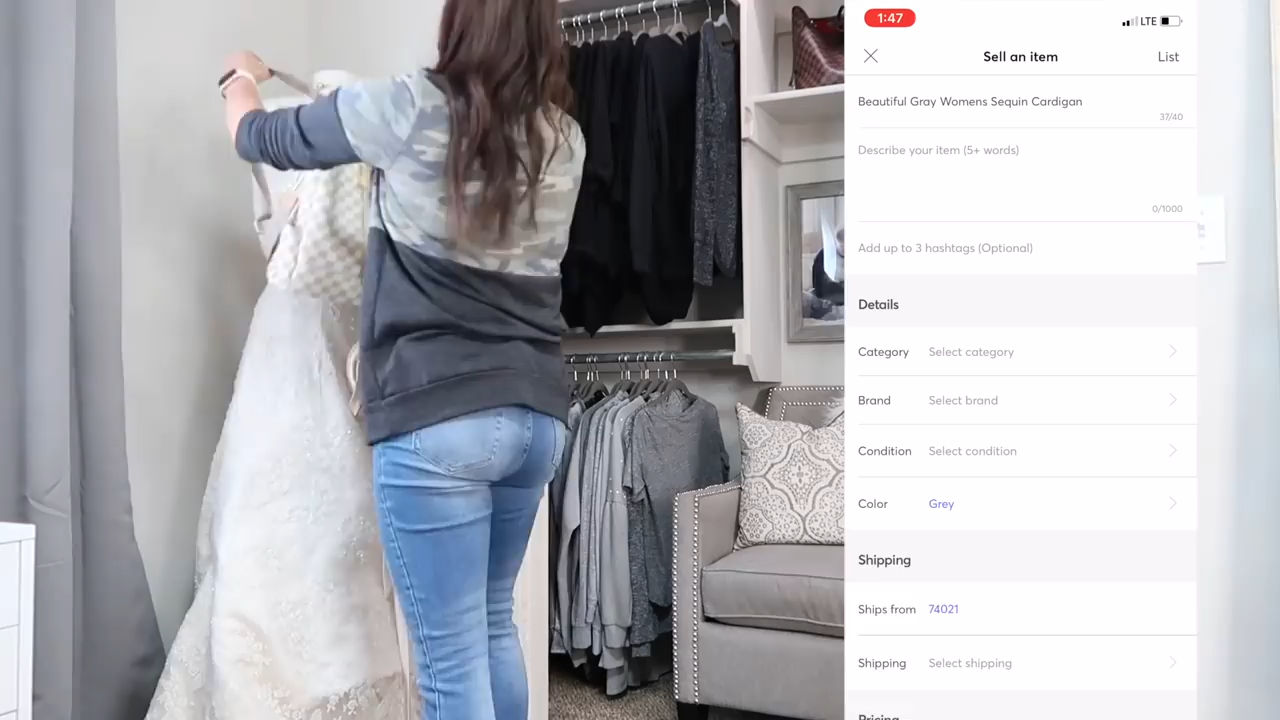 1:47
LTE
Sell an item
List
Beautiful Gray Womens Sequin Cardigan
37/40
Describe your item (5+ words)
0/1000
Add up to 3 hashtags (Optional)
Details
Category Select category
Brand Select brand
Condition Select condition
Color Grey
Shipping
Ships from 74021
Shipping Select shipping
Pricing